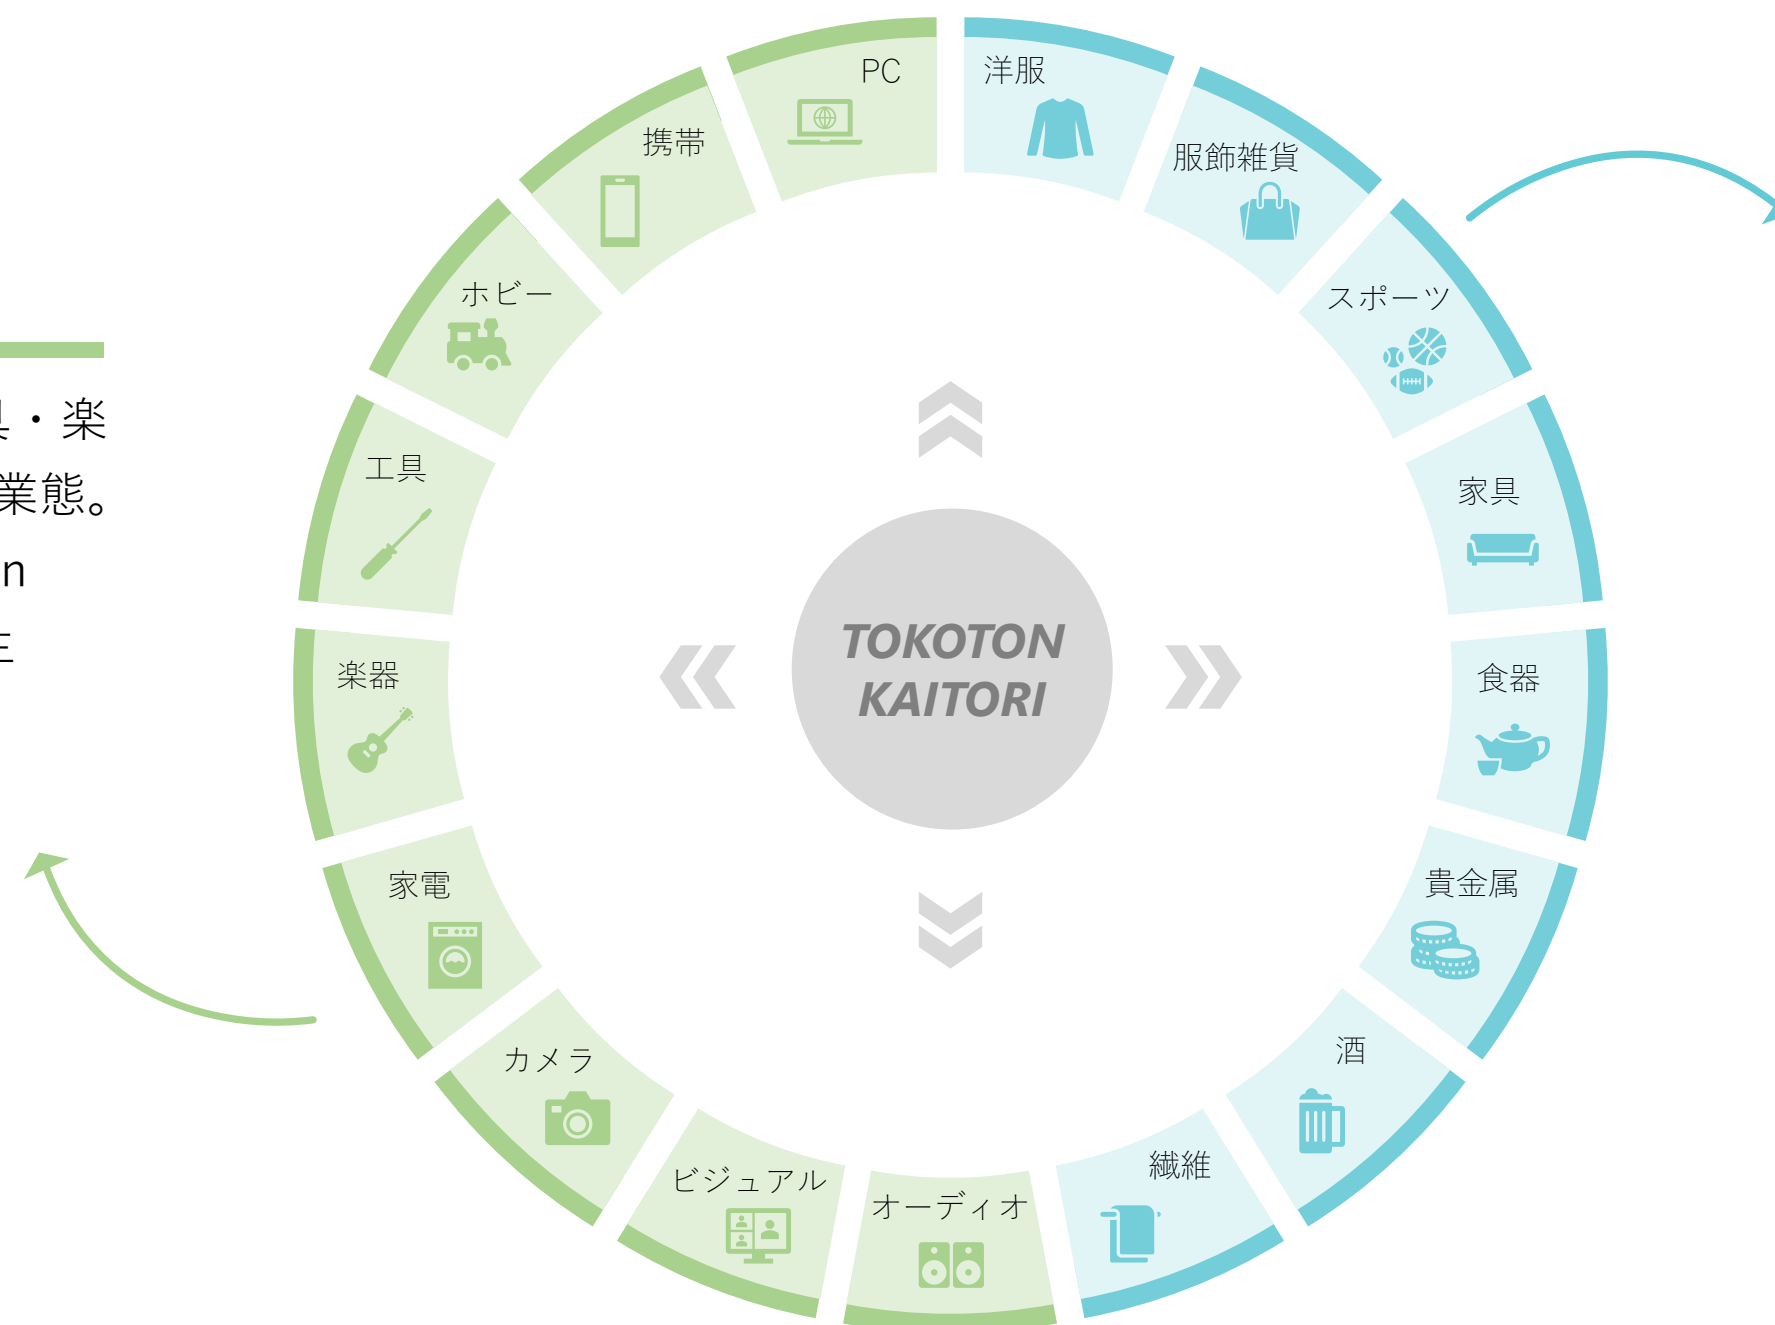 PC
洋服
携帯
服飾雑貨
ホビー
スポーツ
・楽
業態。
n
工具
家具
TOKOTON
KAITORI
楽器
食器
家電
貴金属
カメラ
酒
ビジュアル
オーディオ
繊維